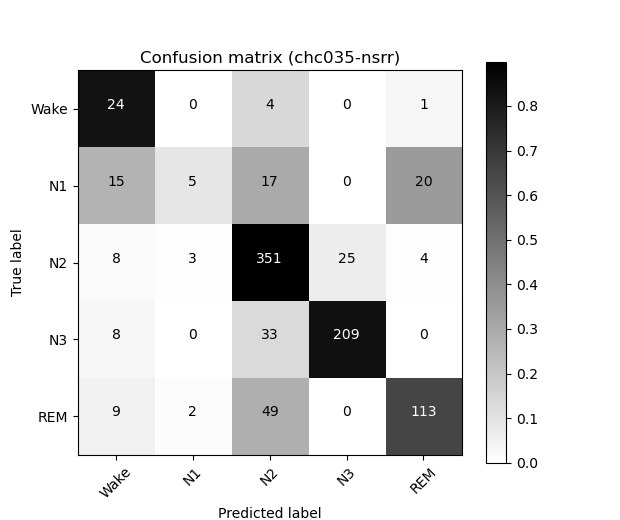 Confusion matrix (chc035-nsrr)
True label
Wake 24 0 4 0 1
N1 15 5 17 0 20
N2 8 3 351 25 4
N3 8 0 33 209 0
REM 9 2 49 0 113
Wake N1 N2 N3 REM
Predicted label
0.8
0.7
0.6
0.5
0.4
0.3
0.2
0.1
0.0